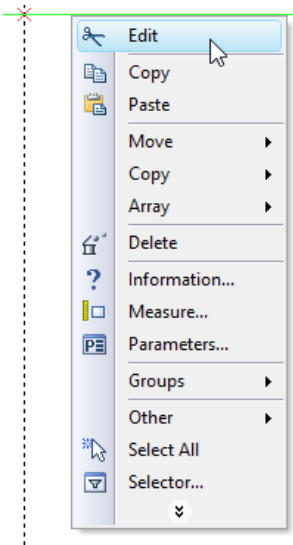 Edit
Copy
Paste
Move
Copy
Array
Delete
Information...
Measure...
Parameters...
Groups
Other
Select All
Selector...